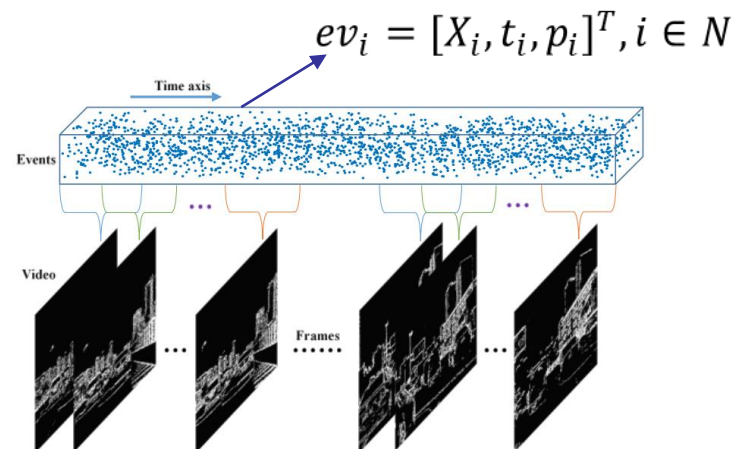 ev_i = [X_i, t_i, p_i]^T, i ∈ N
Time axis
Events
...
...
Video
Frames
...
......
...